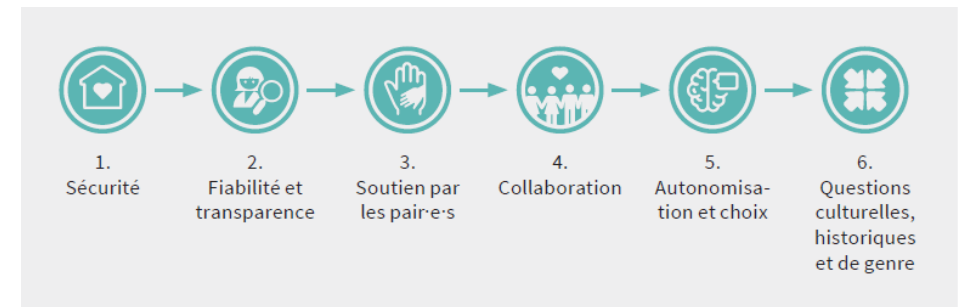 1.
Sécurité
2.
Fiabilité et
transparence
3.
Soutien par
les pair·e·s
4.
Collaboration
5.
Autonomisa-
tion et choix
6.
Questions
culturelles,
historiques
et de genre